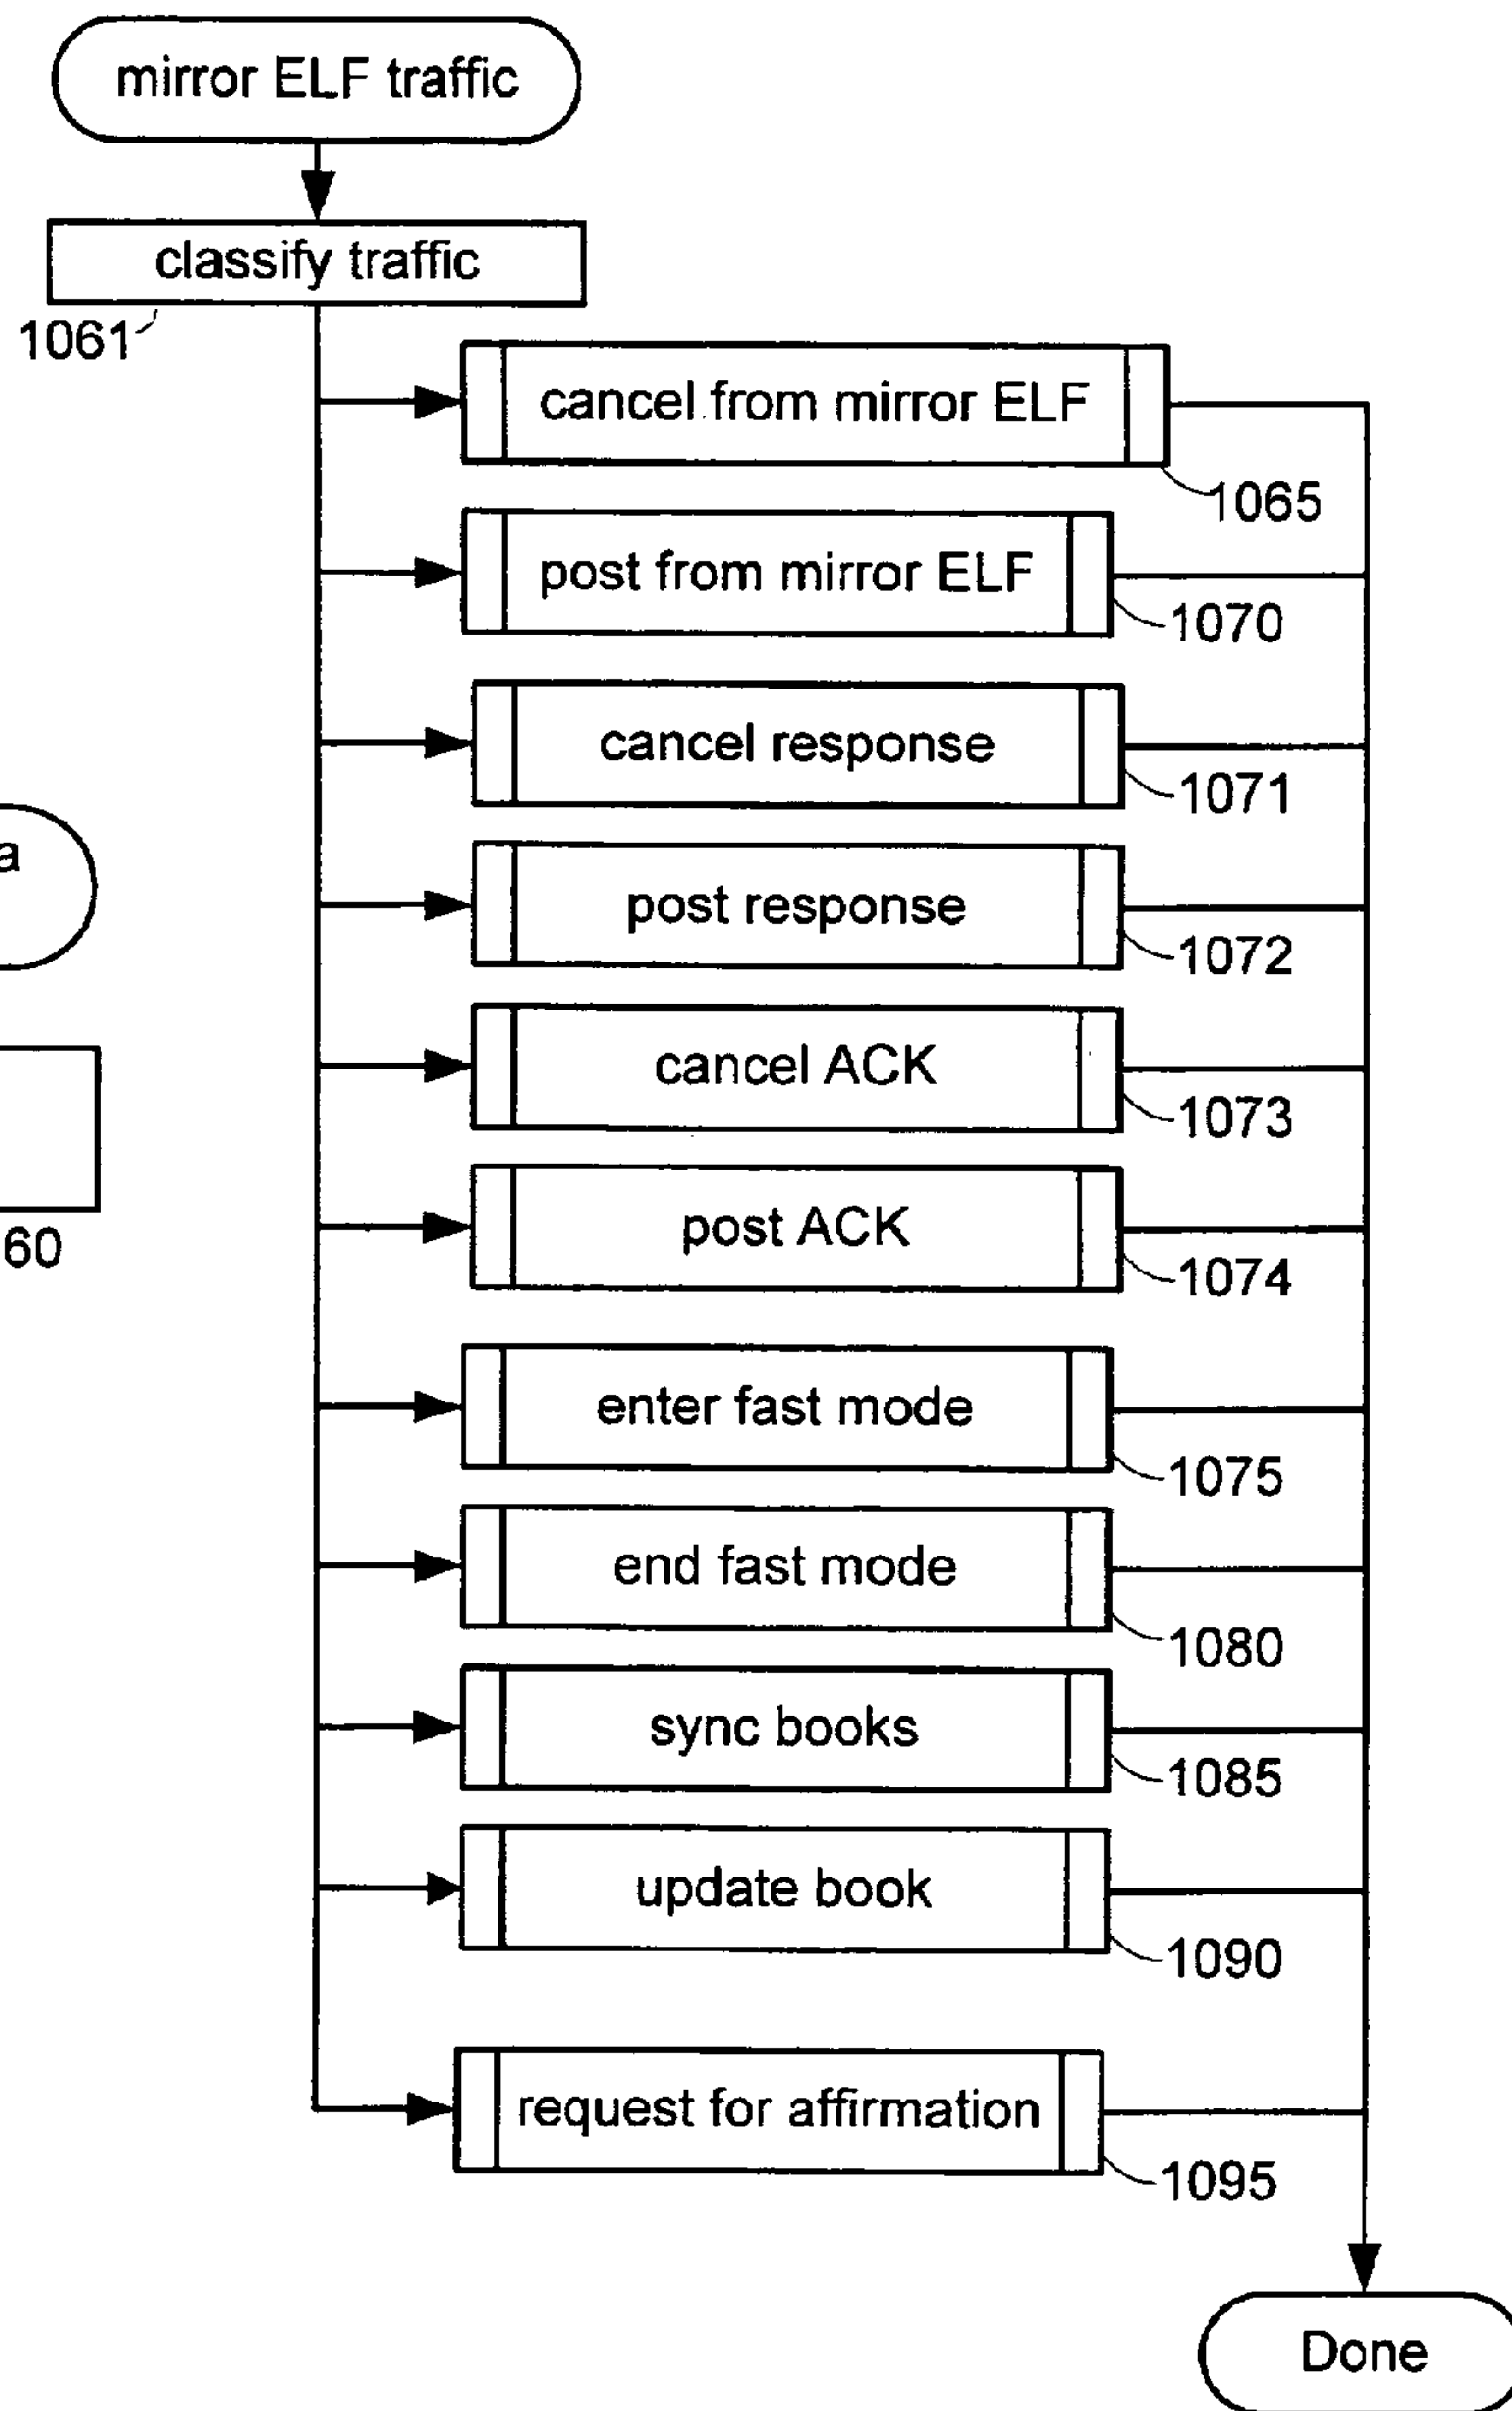 mirror ELF traffic
classify traffic
1061
cancel from mirror ELF
1065
post from mirror ELF
1070
cancel response
1071
a
post response
1072
cancel ACK
1073
post ACK
60
1074
enter fast mode
1075
end fast mode
1080
sync books
1085
update book
1090
request for affirmation
1095
Done